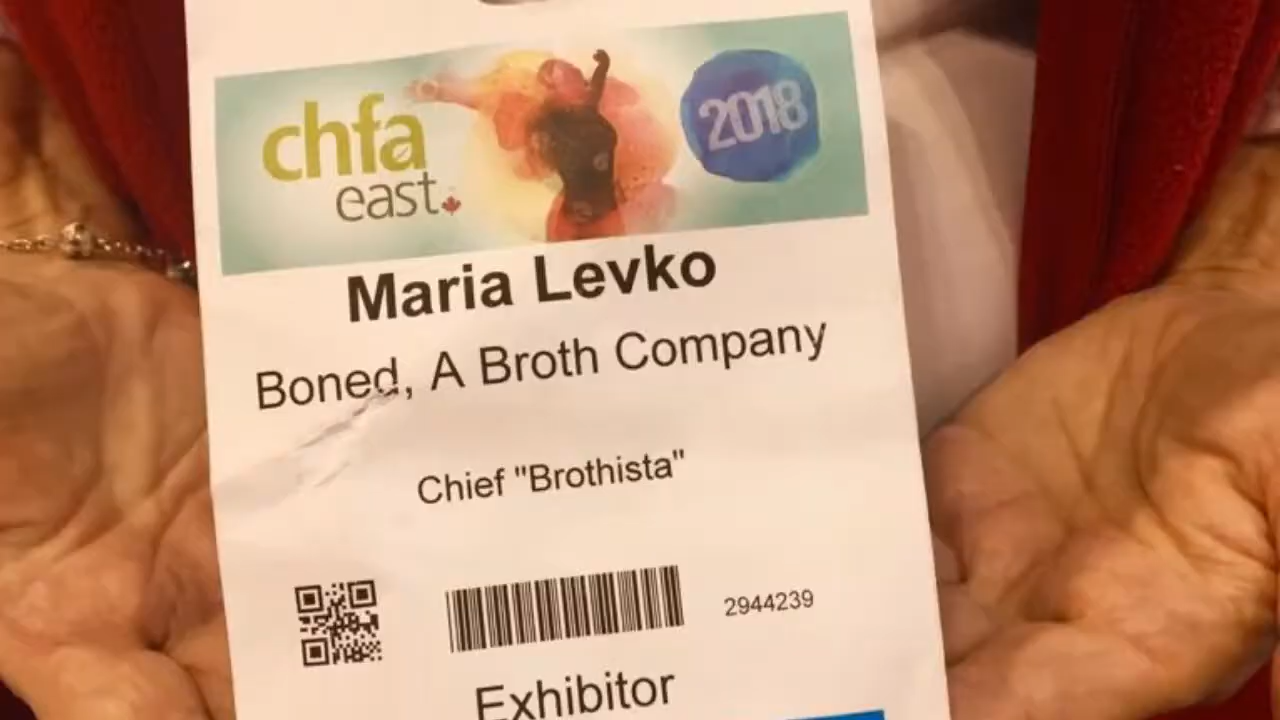 chfa
east
2018
Maria Levko
Boned, A Broth Company
Chief "Brothista"
2944239
Exhibitor